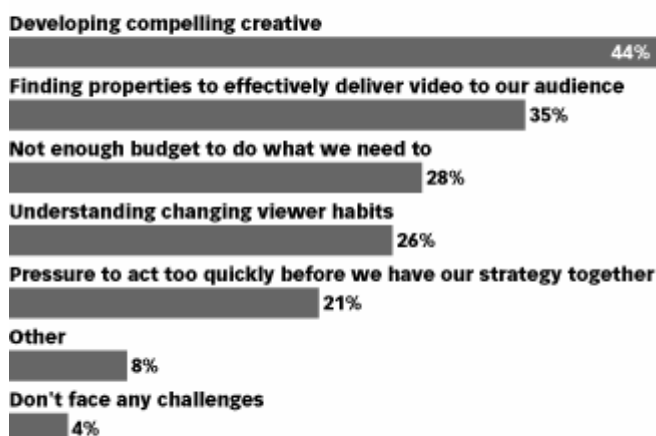 Developing compelling creative
44%
Finding properties to effectively deliver video to our audience
35%
Not enough budget to do what we need to
28%
Understanding changing viewer habits
26%
Pressure to act too quickly before we have our strategy together
21%
Other
8%
Don't face any challenges
4%